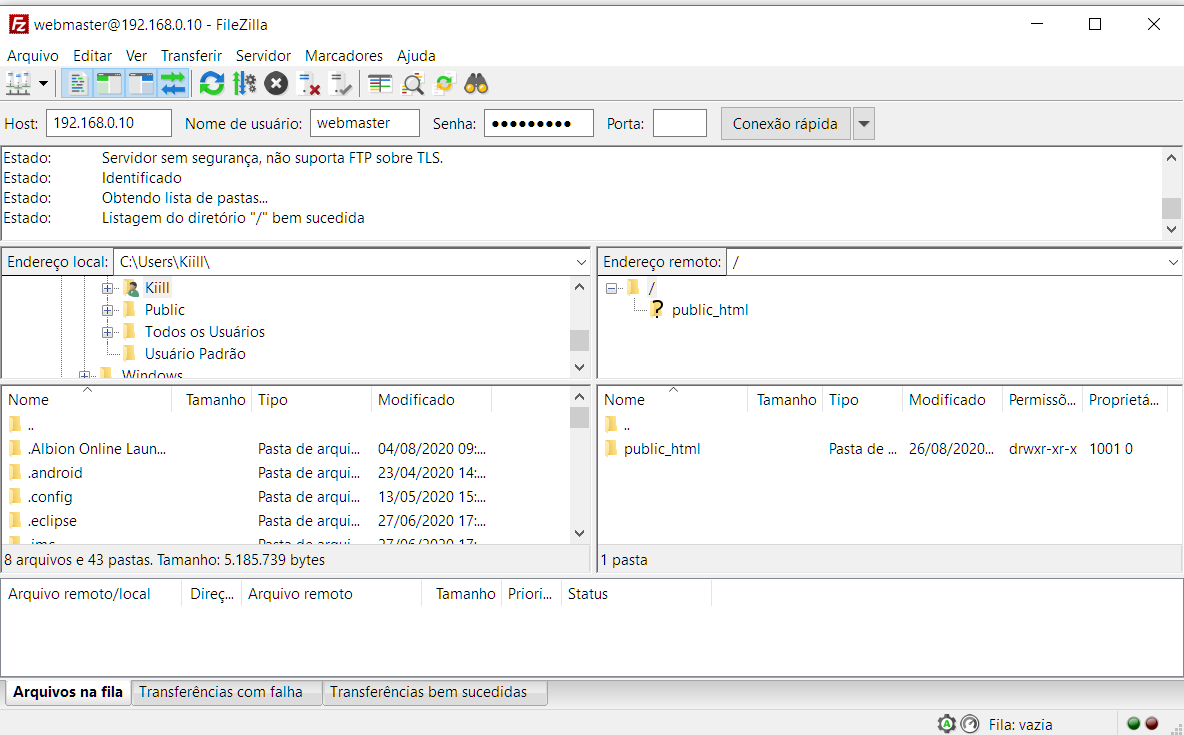 webmaster@192.168.0.10 - FileZilla
Arquivo Editar Ver Transferir Servidor Marcadores Ajuda
Host: 192.168.0.10 Nome de usuário: webmaster Senha: ●●●●●●●●● Porta: Conexão rápida
Estado: Servidor sem segurança, não suporta FTP sobre TLS.
Estado: Identificado
Estado: Obtendo lista de pastas...
Estado: Listagem do diretório "/" bem sucedida
Endereço local: C:\Users\Kiill\
Kiill
Public
Todos os Usuários
Usuário Padrão
Windows
Endereço remoto: /
/
public_html
Nome Tamanho Tipo Modificado
..
.Albion Online Laun... Pasta de arqui... 04/08/2020 09:...
.android Pasta de arqui... 23/04/2020 14:...
.config Pasta de arqui... 13/05/2020 15:...
.eclipse Pasta de arqui... 27/06/2020 17:...
Pasta de arqui... 27/06/2020 17:...
8 arquivos e 43 pastas. Tamanho: 5.185.739 bytes
Nome Tamanho Tipo Modificado Permissõ... Proprietá...
..
public_html Pasta de ... 26/08/2020... drwxr-xr-x 1001 0
1 pasta
Arquivo remoto/local Direç... Arquivo remoto Tamanho Priori... Status
Arquivos na fila Transferências com falha Transferências bem sucedidas
Fila: vazia